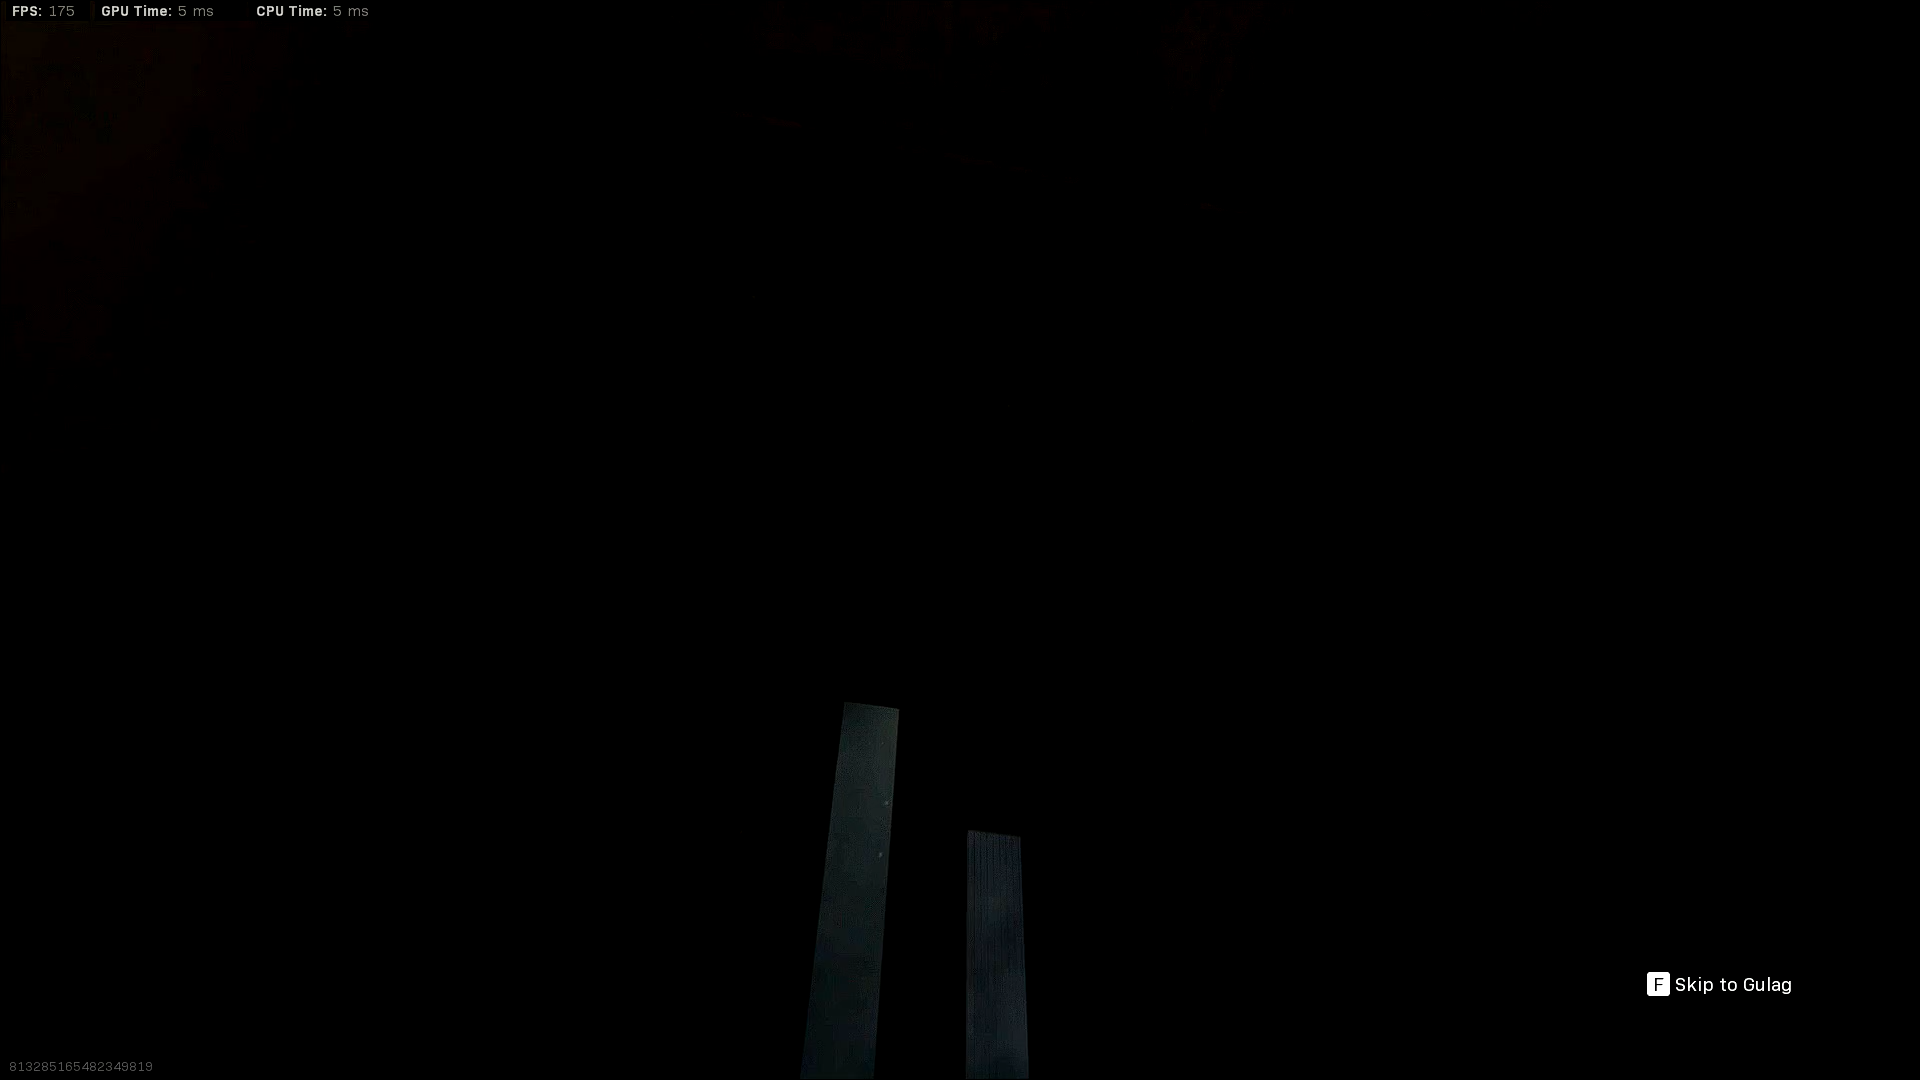 FPS: 175 GPU Time: 5 ms CPU Time: 5 ms
F Skip to Gulag
813285165482349819